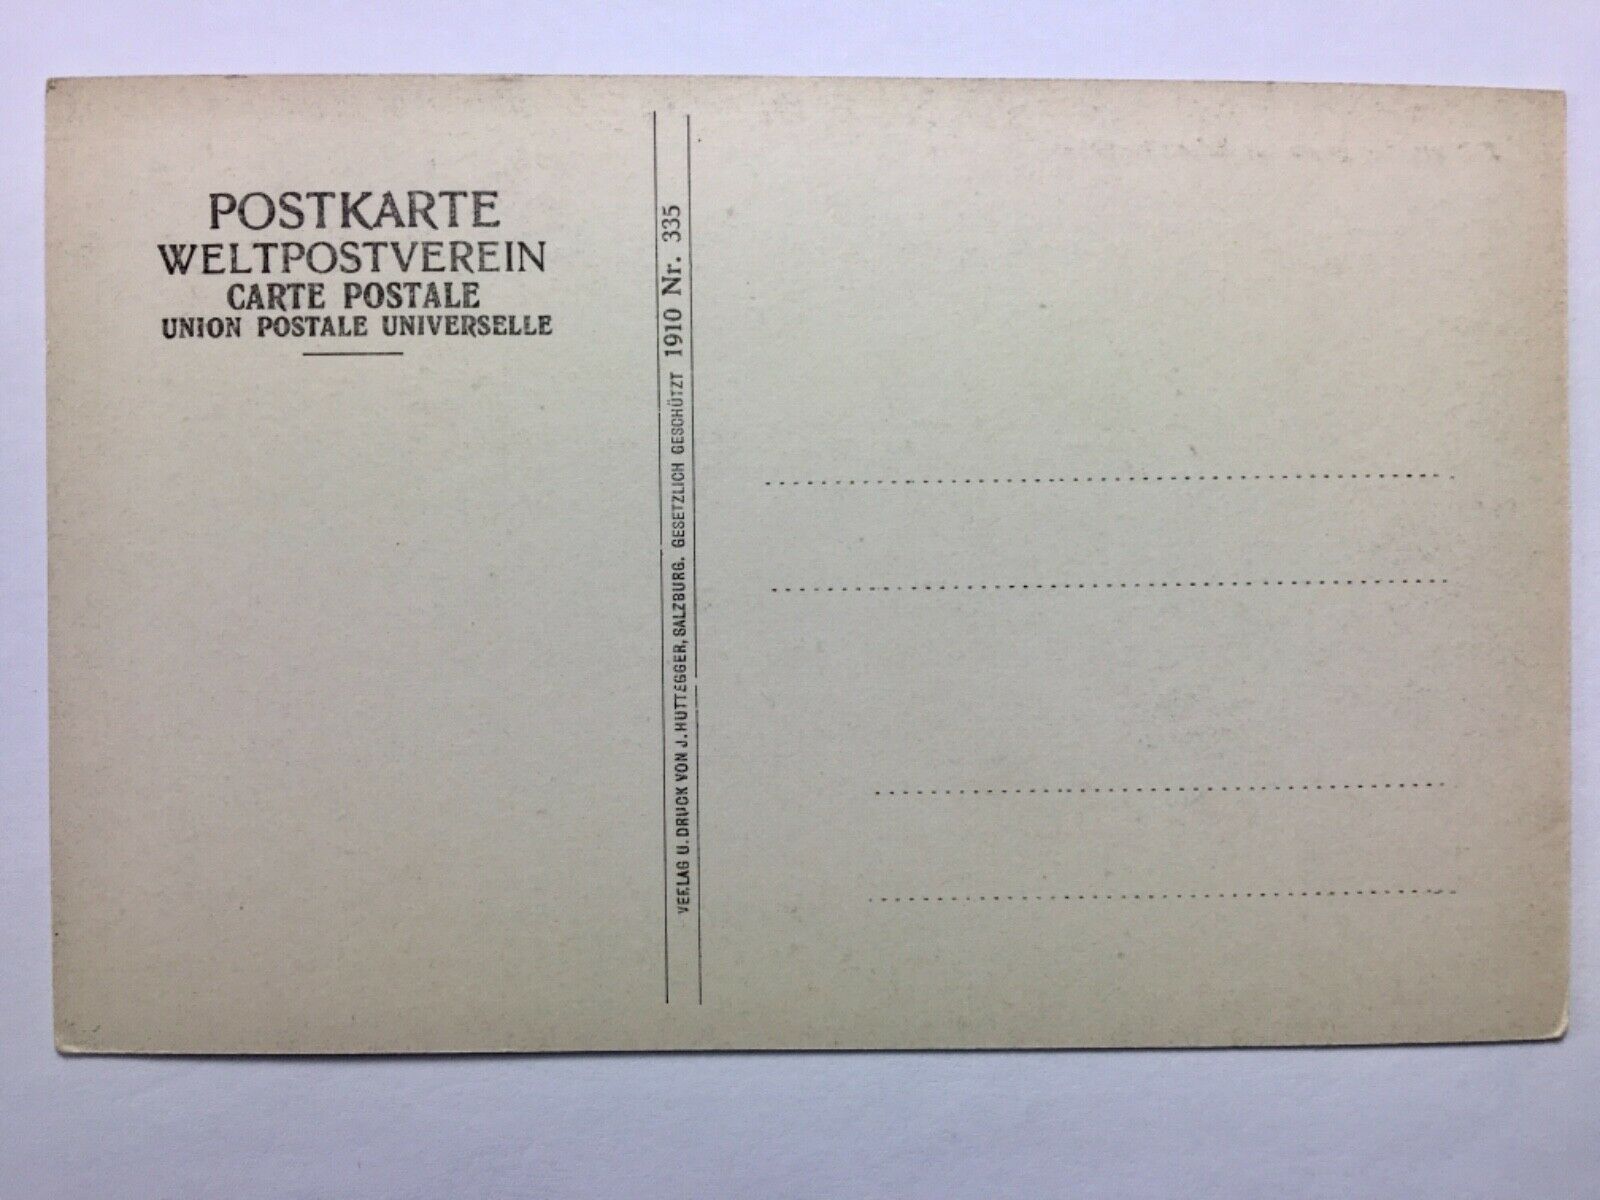 POSTKARTE
WELTPOSTVEREIN
CARTE POSTALE
UNION POSTALE UNIVERSELLE
VERLAG U. DRUCK VON J. HUTTEGGER, SALZBURG. GESETZLICH GESCHÜTZT 1910 Nr. 335